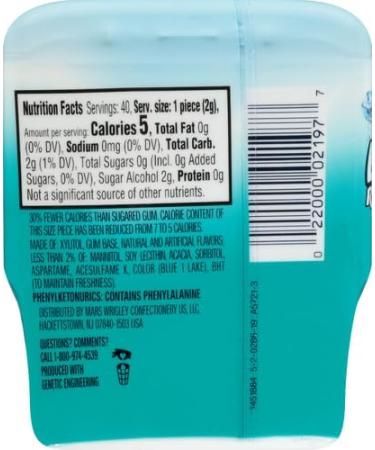 Nutrition Facts Servings: 40, Serv. size: 1 piece (2g),
Amount per serving: Calories 5, Total Fat 0g
(0% DV), Sodium 0mg (0% DV), Total Carb.
2g (1% DV), Total Sugars 0g (Incl. 0g Added
Sugars, 0% DV), Sugar Alcohol 2g, Protein 0g
Not a significant source of other nutrients.
30% FEWER CALORIES THAN SUGARED GUM. CALORIE CONTENT OF
THIS SIZE PIECE HAS BEEN REDUCED FROM 7 TO 5 CALORIES.
MADE OF: XYLITOL, GUM BASE, NATURAL AND ARTIFICIAL FLAVORS;
LESS THAN 2% OF: MANNITOL, SOY LECITHIN, ACACIA, SORBITOL,
ASPARTAME, ACESULFAME K, COLOR (BLUE 1 LAKE), BHT
(TO MAINTAIN FRESHNESS).
PHENYLKETONURICS: CONTAINS PHENYLALANINE
DISTRIBUTED BY MARS WRIGLEY CONFECTIONERY US, LLC,
HACKETTSTOWN, NJ 07840-1503 USA
QUESTIONS? COMMENTS?
CALL 1-800-974-4539
PRODUCED WITH
GENETIC ENGINEERING
0 22000 02197 7